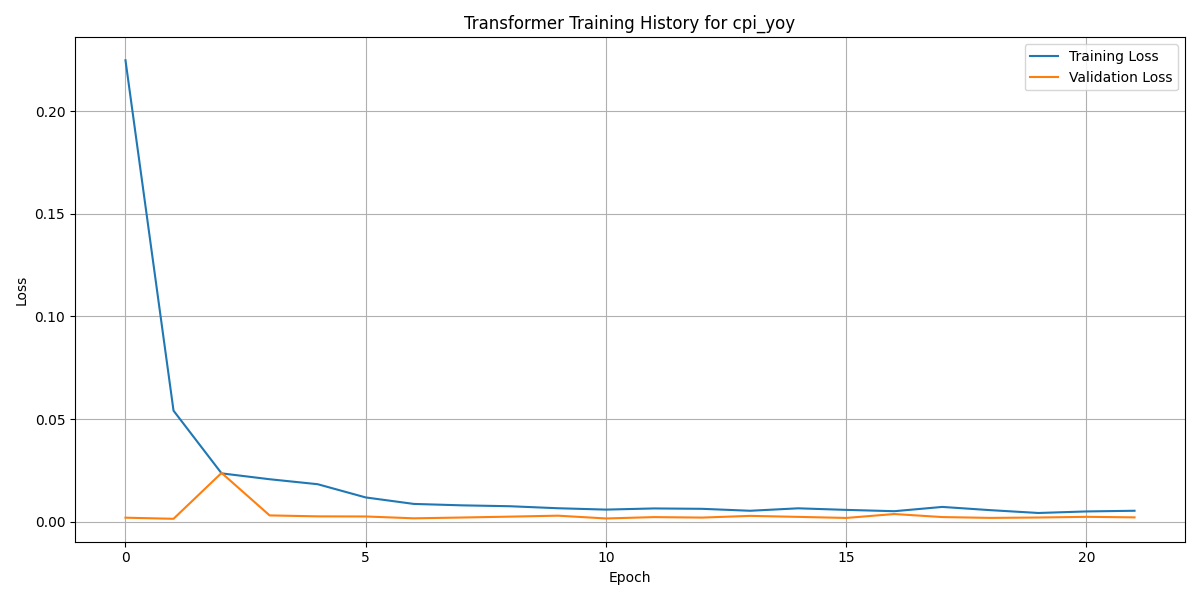 Transformer Training History for cpi_yoy
Training Loss
Validation Loss
Loss
0.20
0.15
0.10
0.05
0.00
0
5
10
15
20
Epoch